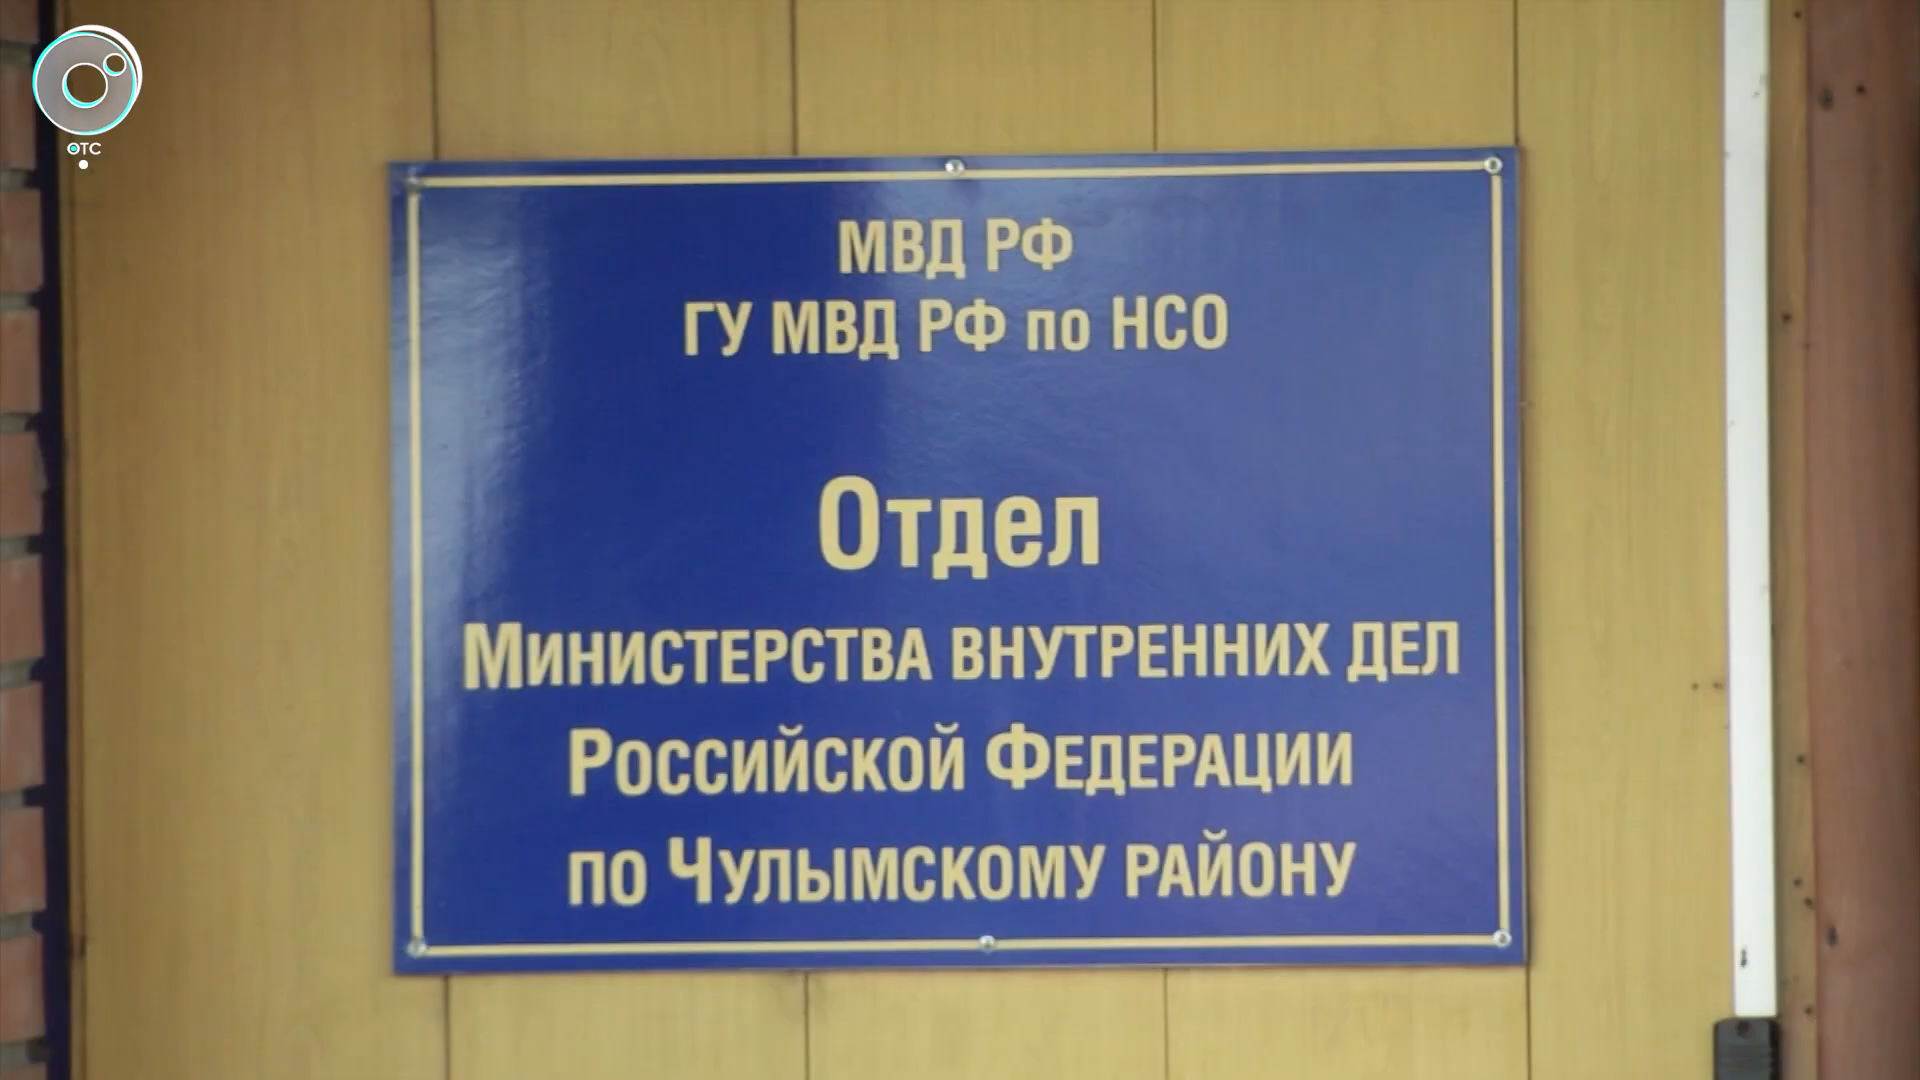 ОТС
МВД РФ
ГУ МВД РФ по НСО
Отдел
Министерства внутренних дел
Российской Федерации
по Чулымскому району